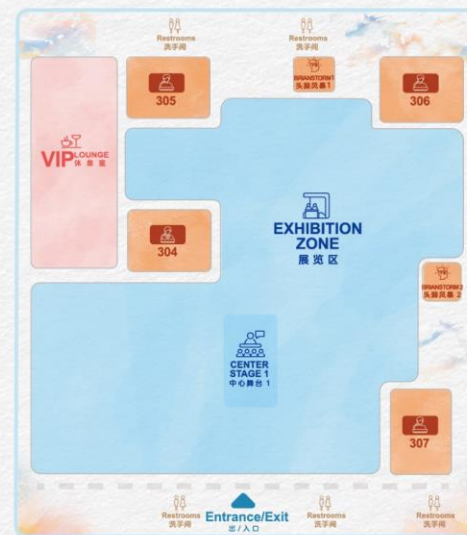 Restrooms
洗手间
Restrooms
洗手间
BRIANSTORM 1
头脑风暴 1
305
306
VIP LOUNGE
休息室
304
EXHIBITION
ZONE
展览区
BRIANSTORM 2
头脑风暴 2
CENTER
STAGE 1
中心舞台 1
307
Restrooms
洗手间
Entrance/Exit
出/入口
Restrooms
洗手间
Restrooms
洗手间